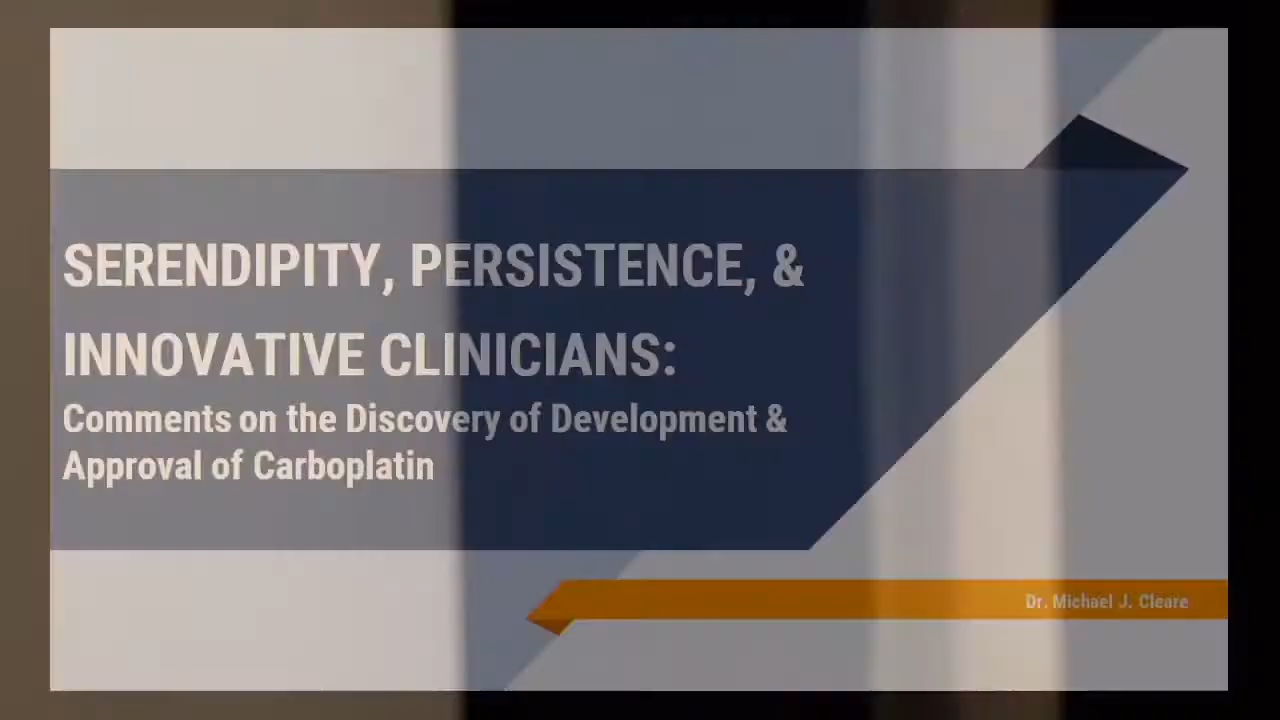 SERENDIPITY, PERSISTENCE, &
INNOVATIVE CLINICIANS:
Comments on the Discovery of Development &
Approval of Carboplatin
Dr. Michael J. Cleare